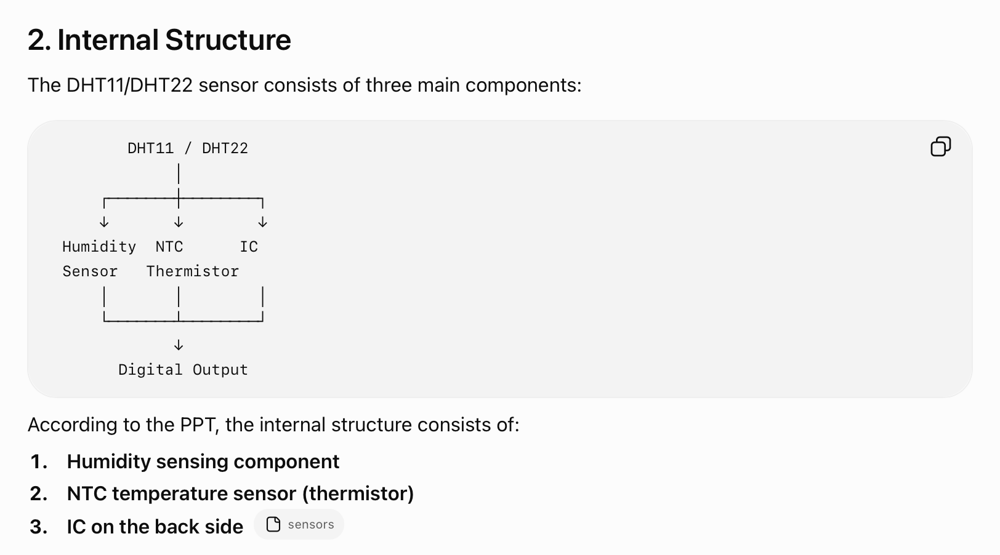 2. Internal Structure
The DHT11/DHT22 sensor consists of three main components:
DHT11 / DHT22
Humidity NTC IC
Sensor Thermistor
Digital Output
According to the PPT, the internal structure consists of:
1. Humidity sensing component
2. NTC temperature sensor (thermistor)
3. IC on the back side sensors